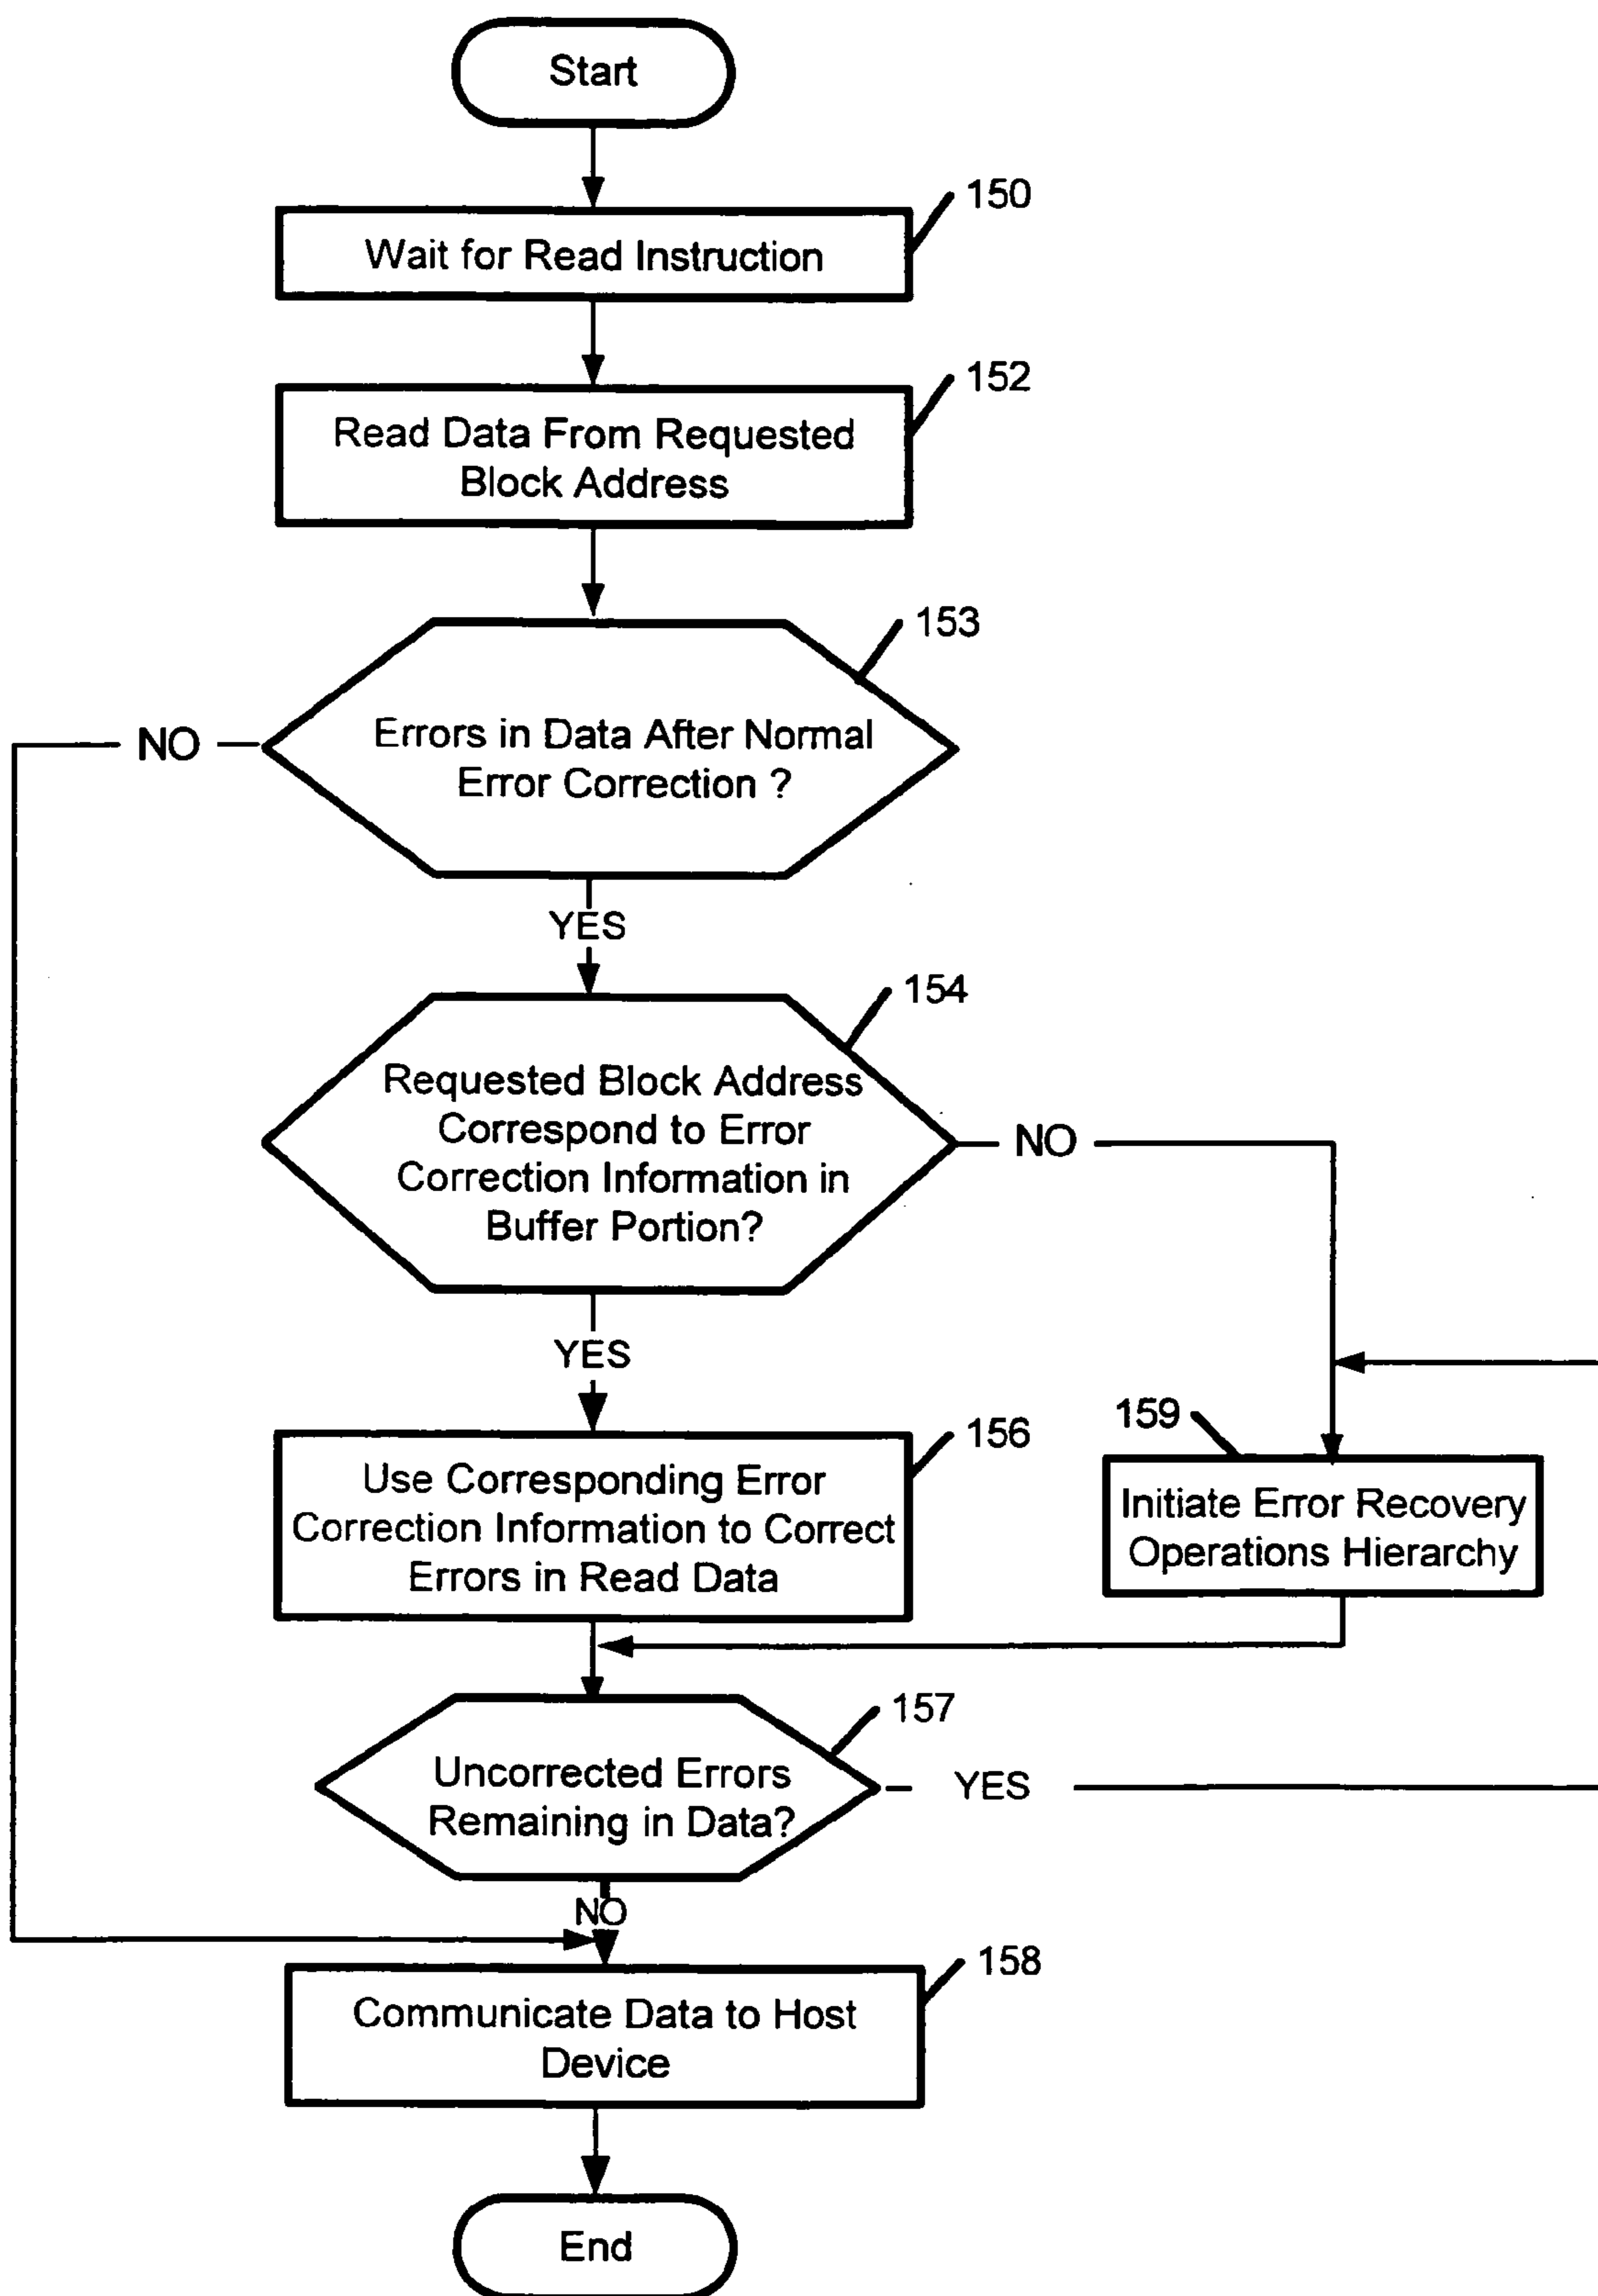 Start
150
Wait for Read Instruction
152
Read Data From Requested
Block Address
153
NO
Errors in Data After Normal
Error Correction ?
YES
154
Requested Block Address
Correspond to Error
Correction Information in
Buffer Portion?
NO
YES
156
Use Corresponding Error
Correction Information to Correct
Errors in Read Data
159
Initiate Error Recovery
Operations Hierarchy
157
Uncorrected Errors
Remaining in Data?
YES
NO
158
Communicate Data to Host
Device
End